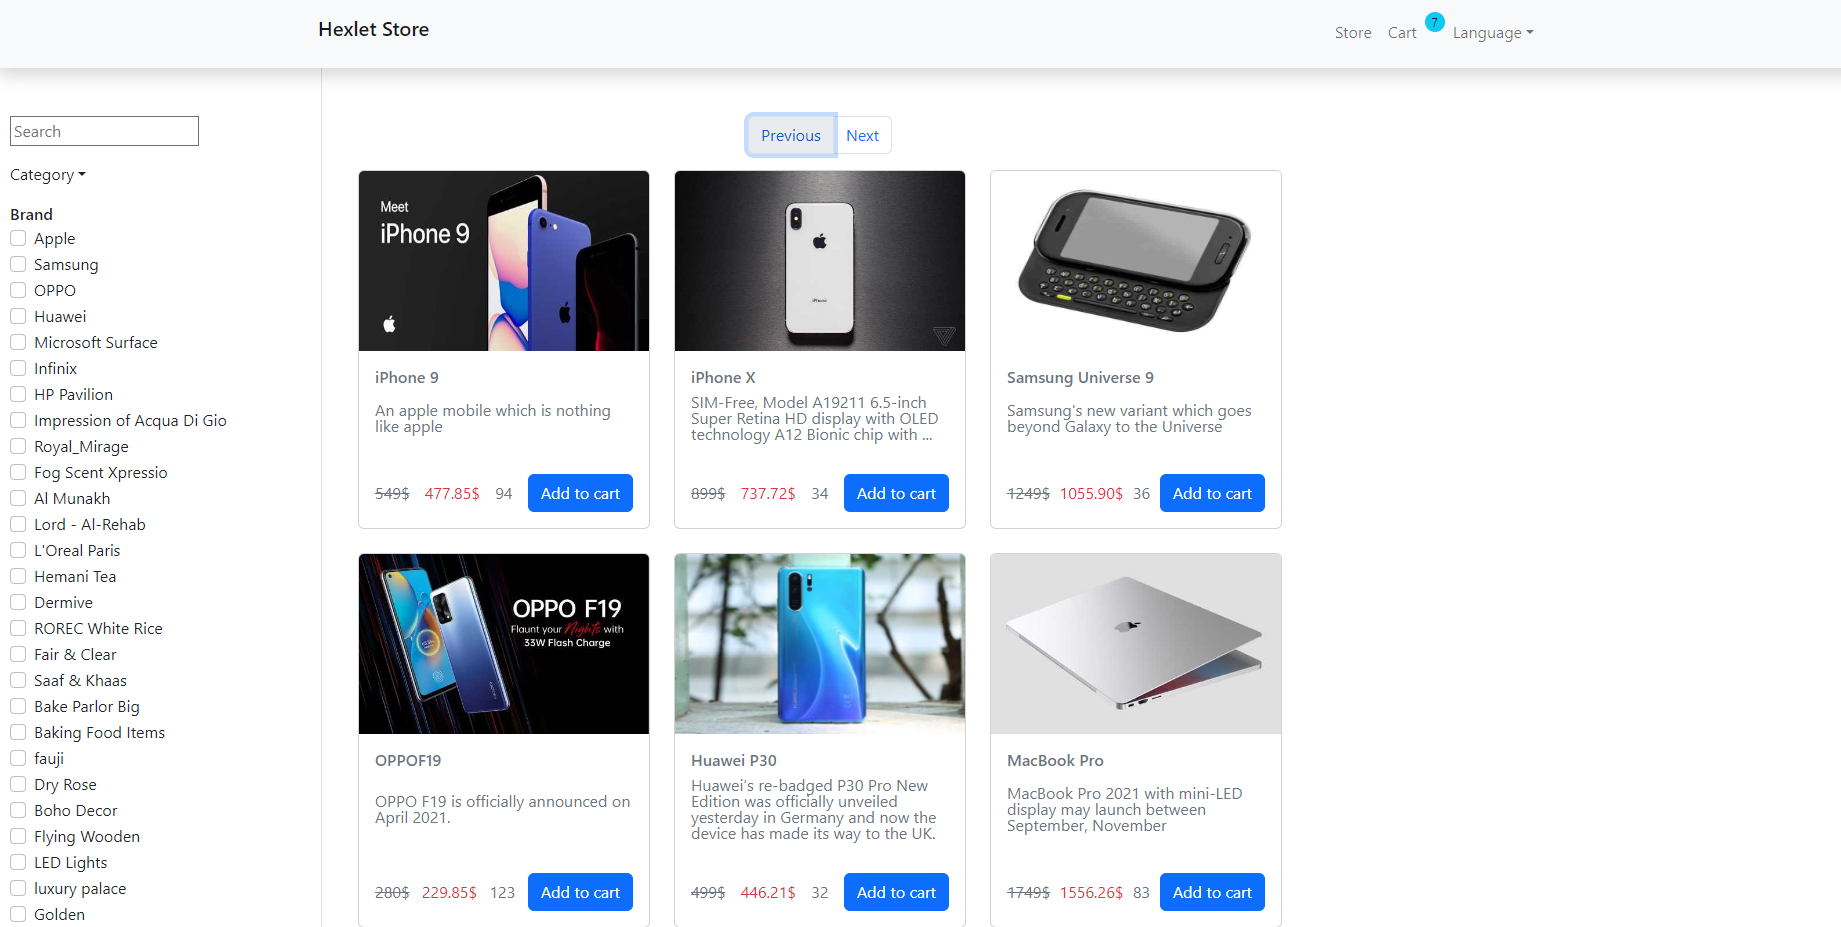 Hexlet Store
Store
Cart
7
Language
Search
Category
Brand
Apple
Samsung
OPPO
Huawei
Microsoft Surface
Infinix
HP Pavilion
Impression of Acqua Di Gio
Royal_Mirage
Fog Scent Xpressio
Al Munakh
Lord - Al-Rehab
L'Oreal Paris
Hemani Tea
Dermive
ROREC White Rice
Fair & Clear
Saaf & Khaas
Bake Parlor Big
Baking Food Items
fauji
Dry Rose
Boho Decor
Flying Wooden
LED Lights
luxury palace
Golden
Previous
Next
Meet
iPhone 9
iPhone 9
An apple mobile which is nothing
like apple
549$ 477.85$ 94 Add to cart
iPhone
iPhone X
SIM-Free, Model A19211 6.5-inch
Super Retina HD display with OLED
technology A12 Bionic chip with ...
899$ 737.72$ 34 Add to cart
Samsung Universe 9
Samsung's new variant which goes
beyond Galaxy to the Universe
1249$ 1055.90$ 36 Add to cart
OPPO F19
Flaunt your Nights with
33W Flash Charge
OPPOF19
OPPO F19 is officially announced on
April 2021.
280$ 229.85$ 123 Add to cart
Huawei P30
Huawei’s re-badged P30 Pro New
Edition was officially unveiled
yesterday in Germany and now the
device has made its way to the UK.
499$ 446.21$ 32 Add to cart
MacBook Pro
MacBook Pro 2021 with mini-LED
display may launch between
September, November
1749$ 1556.26$ 83 Add to cart